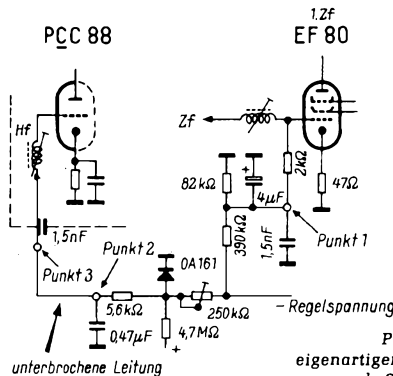 1.Zf
PCC 88
EF 80
Hf
Zf
2kΩ
47Ω
82kΩ
+
4μF
1,5nF
Punkt 1
390kΩ
1,5nF
Punkt 3
Punkt 2
OA161
5,6kΩ
250kΩ
-Regelspannung
0,47μF
4,7MΩ
+
unterbrochene Leitung
P
eigenartiger